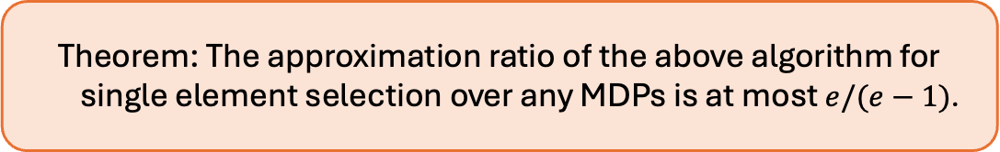 Theorem: The approximation ratio of the above algorithm for
single element selection over any MDPs is at most e/(e − 1).